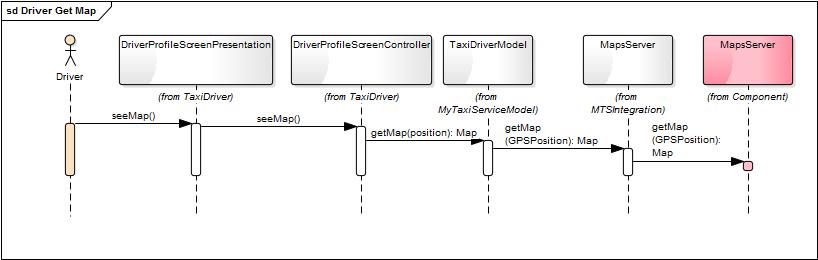 sd Driver Get Map
Driver
DriverProfileScreenPresentation
(from TaxiDriver)
DriverProfileScreenController
(from TaxiDriver)
TaxiDriverModel
(from
MyTaxiServiceModel)
MapsServer
(from
MTSIntegration)
MapsServer
(from Component)
seeMap()
seeMap()
getMap(position): Map
getMap
(GPSPosition): Map
getMap
(GPSPosition):
Map